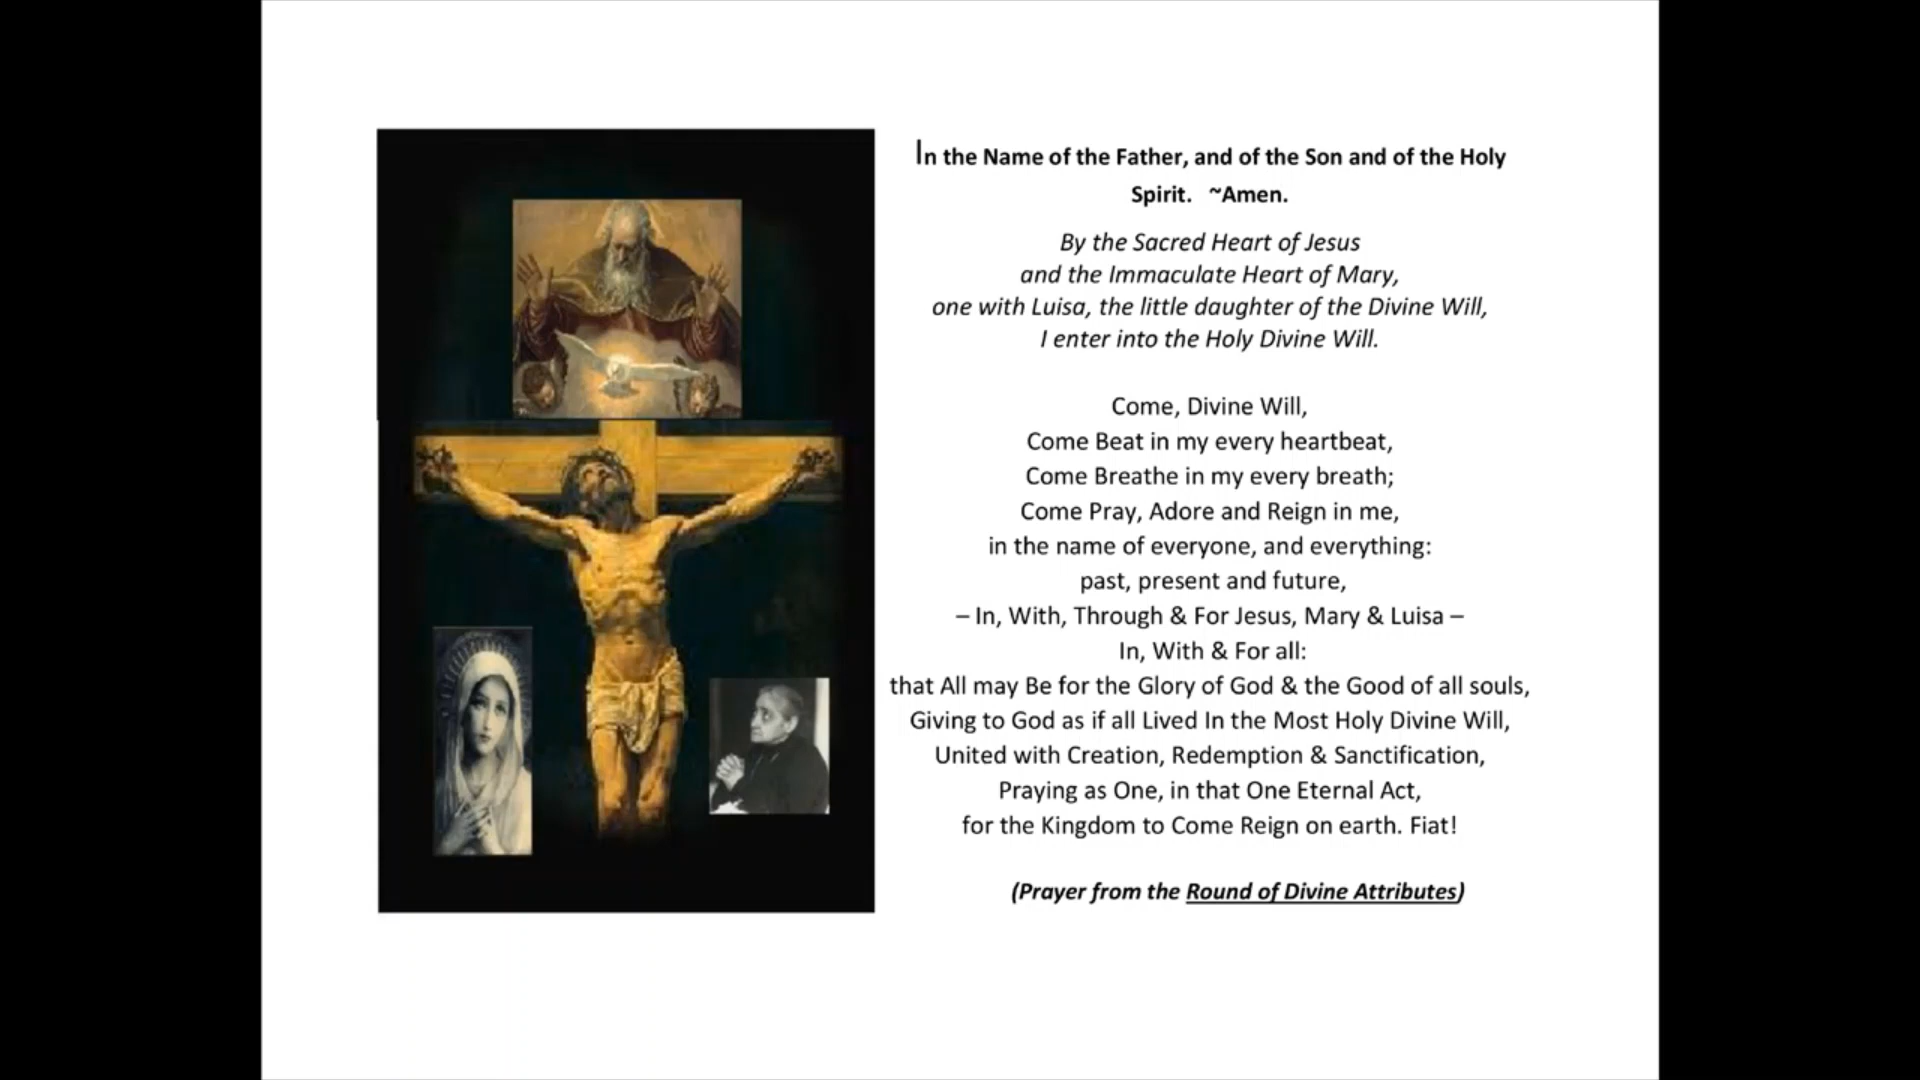 In the Name of the Father, and of the Son and of the Holy
Spirit.   ~Amen.
By the Sacred Heart of Jesus
and the Immaculate Heart of Mary,
one with Luisa, the little daughter of the Divine Will,
I enter into the Holy Divine Will.
Come, Divine Will,
Come Beat in my every heartbeat,
Come Breathe in my every breath;
Come Pray, Adore and Reign in me,
in the name of everyone, and everything:
past, present and future,
– In, With, Through & For Jesus, Mary & Luisa –
In, With & For all:
that All may Be for the Glory of God & the Good of all souls,
Giving to God as if all Lived In the Most Holy Divine Will,
United with Creation, Redemption & Sanctification,
Praying as One, in that One Eternal Act,
for the Kingdom to Come Reign on earth. Fiat!
(Prayer from the Round of Divine Attributes)